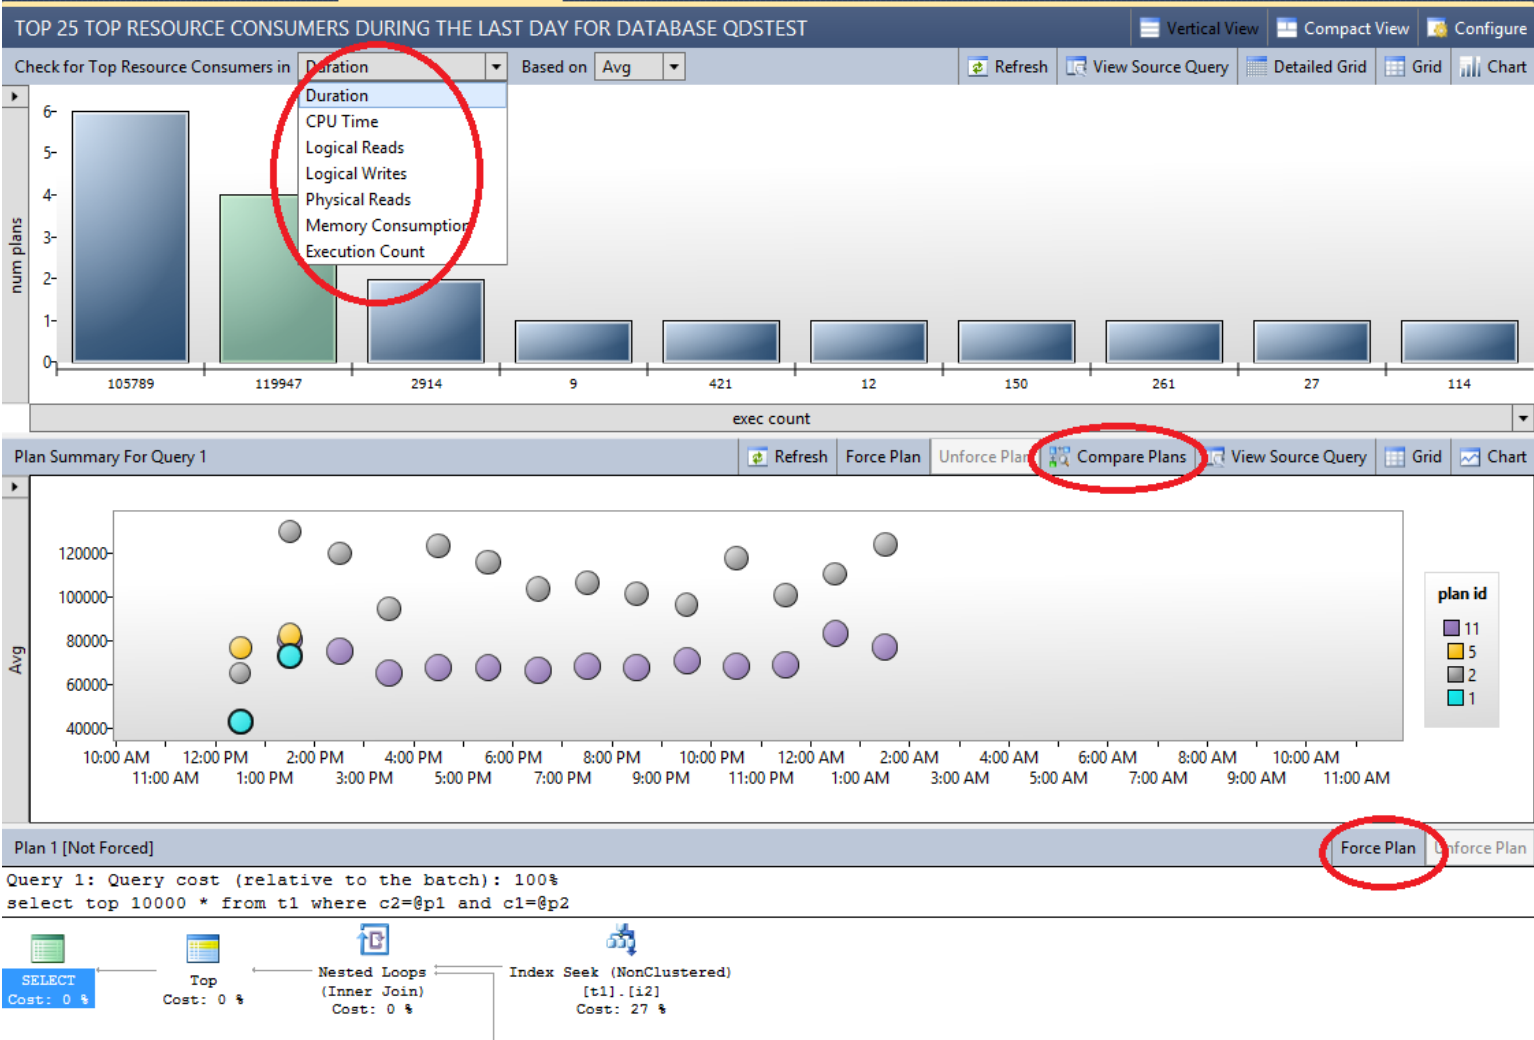 TOP 25 TOP RESOURCE CONSUMERS DURING THE LAST DAY FOR DATABASE QDSTEST
Vertical View
Compact View
Configure
Check for Top Resource Consumers in
Duration
Based on
Avg
Refresh
View Source Query
Detailed Grid
Grid
Chart
Duration
CPU Time
Logical Reads
Logical Writes
Physical Reads
Memory Consumption
Execution Count
num plans
6
5
4
3
2
1
0
105789 119947 2914 9 421 12 150 261 27 114
exec count
Plan Summary For Query 1
Refresh
Force Plan
Unforce Plan
Compare Plans
View Source Query
Grid
Chart
Avg
120000
100000
80000
60000
40000
10:00 AM 12:00 PM 2:00 PM 4:00 PM 6:00 PM 8:00 PM 10:00 PM 12:00 AM 2:00 AM 4:00 AM 6:00 AM 8:00 AM 10:00 AM
11:00 AM 1:00 PM 3:00 PM 5:00 PM 7:00 PM 9:00 PM 11:00 PM 1:00 AM 3:00 AM 5:00 AM 7:00 AM 9:00 AM 11:00 AM
plan id
11
5
2
1
Plan 1 [Not Forced]
Force Plan
Unforce Plan
Query 1: Query cost (relative to the batch): 100%
select top 10000 * from t1 where c2=@p1 and c1=@p2
SELECT
Cost: 0 %
Top
Cost: 0 %
Nested Loops
(Inner Join)
Cost: 0 %
Index Seek (NonClustered)
[t1].[i2]
Cost: 27 %